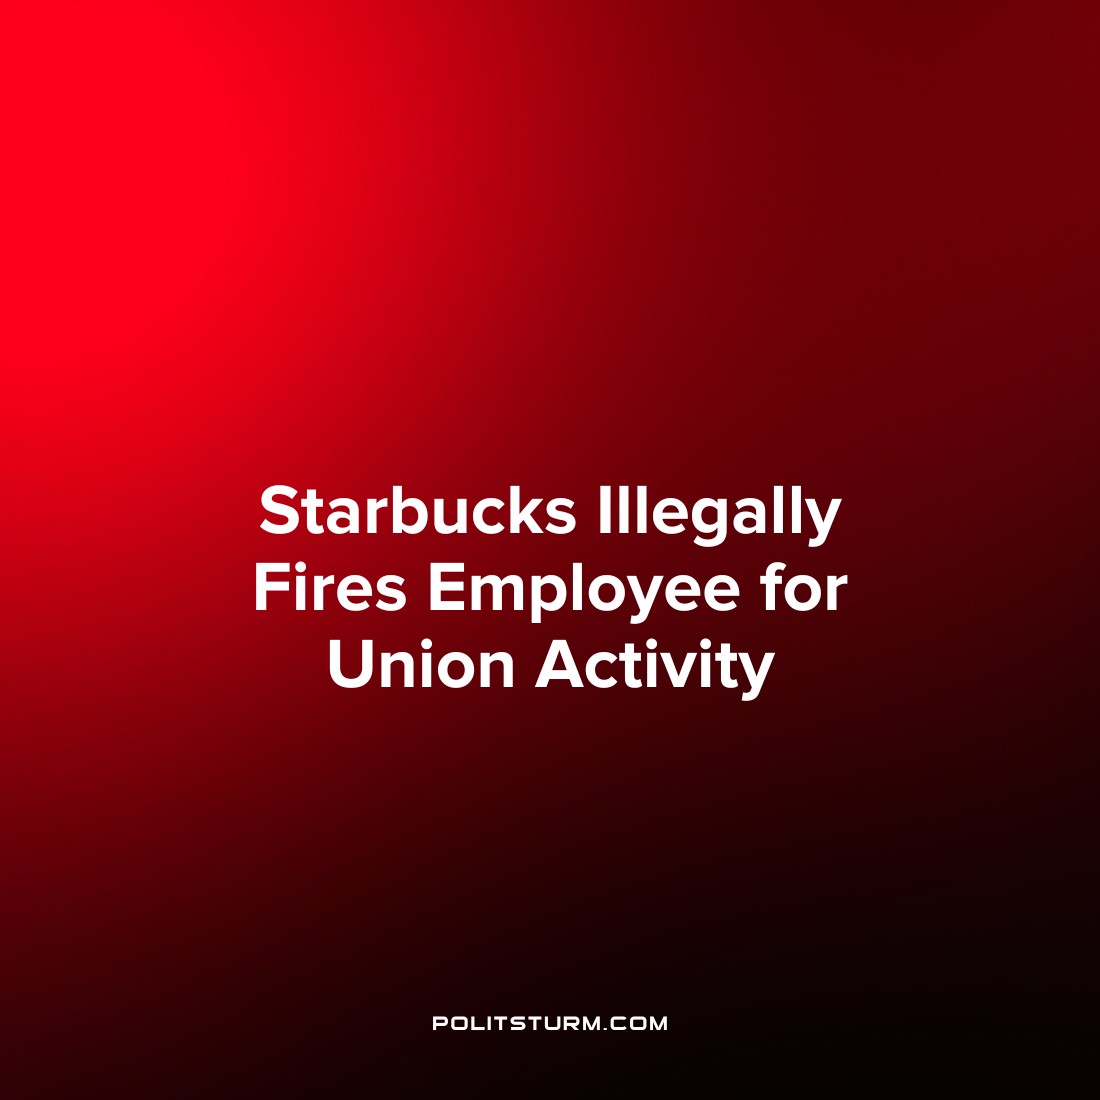 Starbucks Illegally
Fires Employee for
Union Activity
POLITSTURM.COM